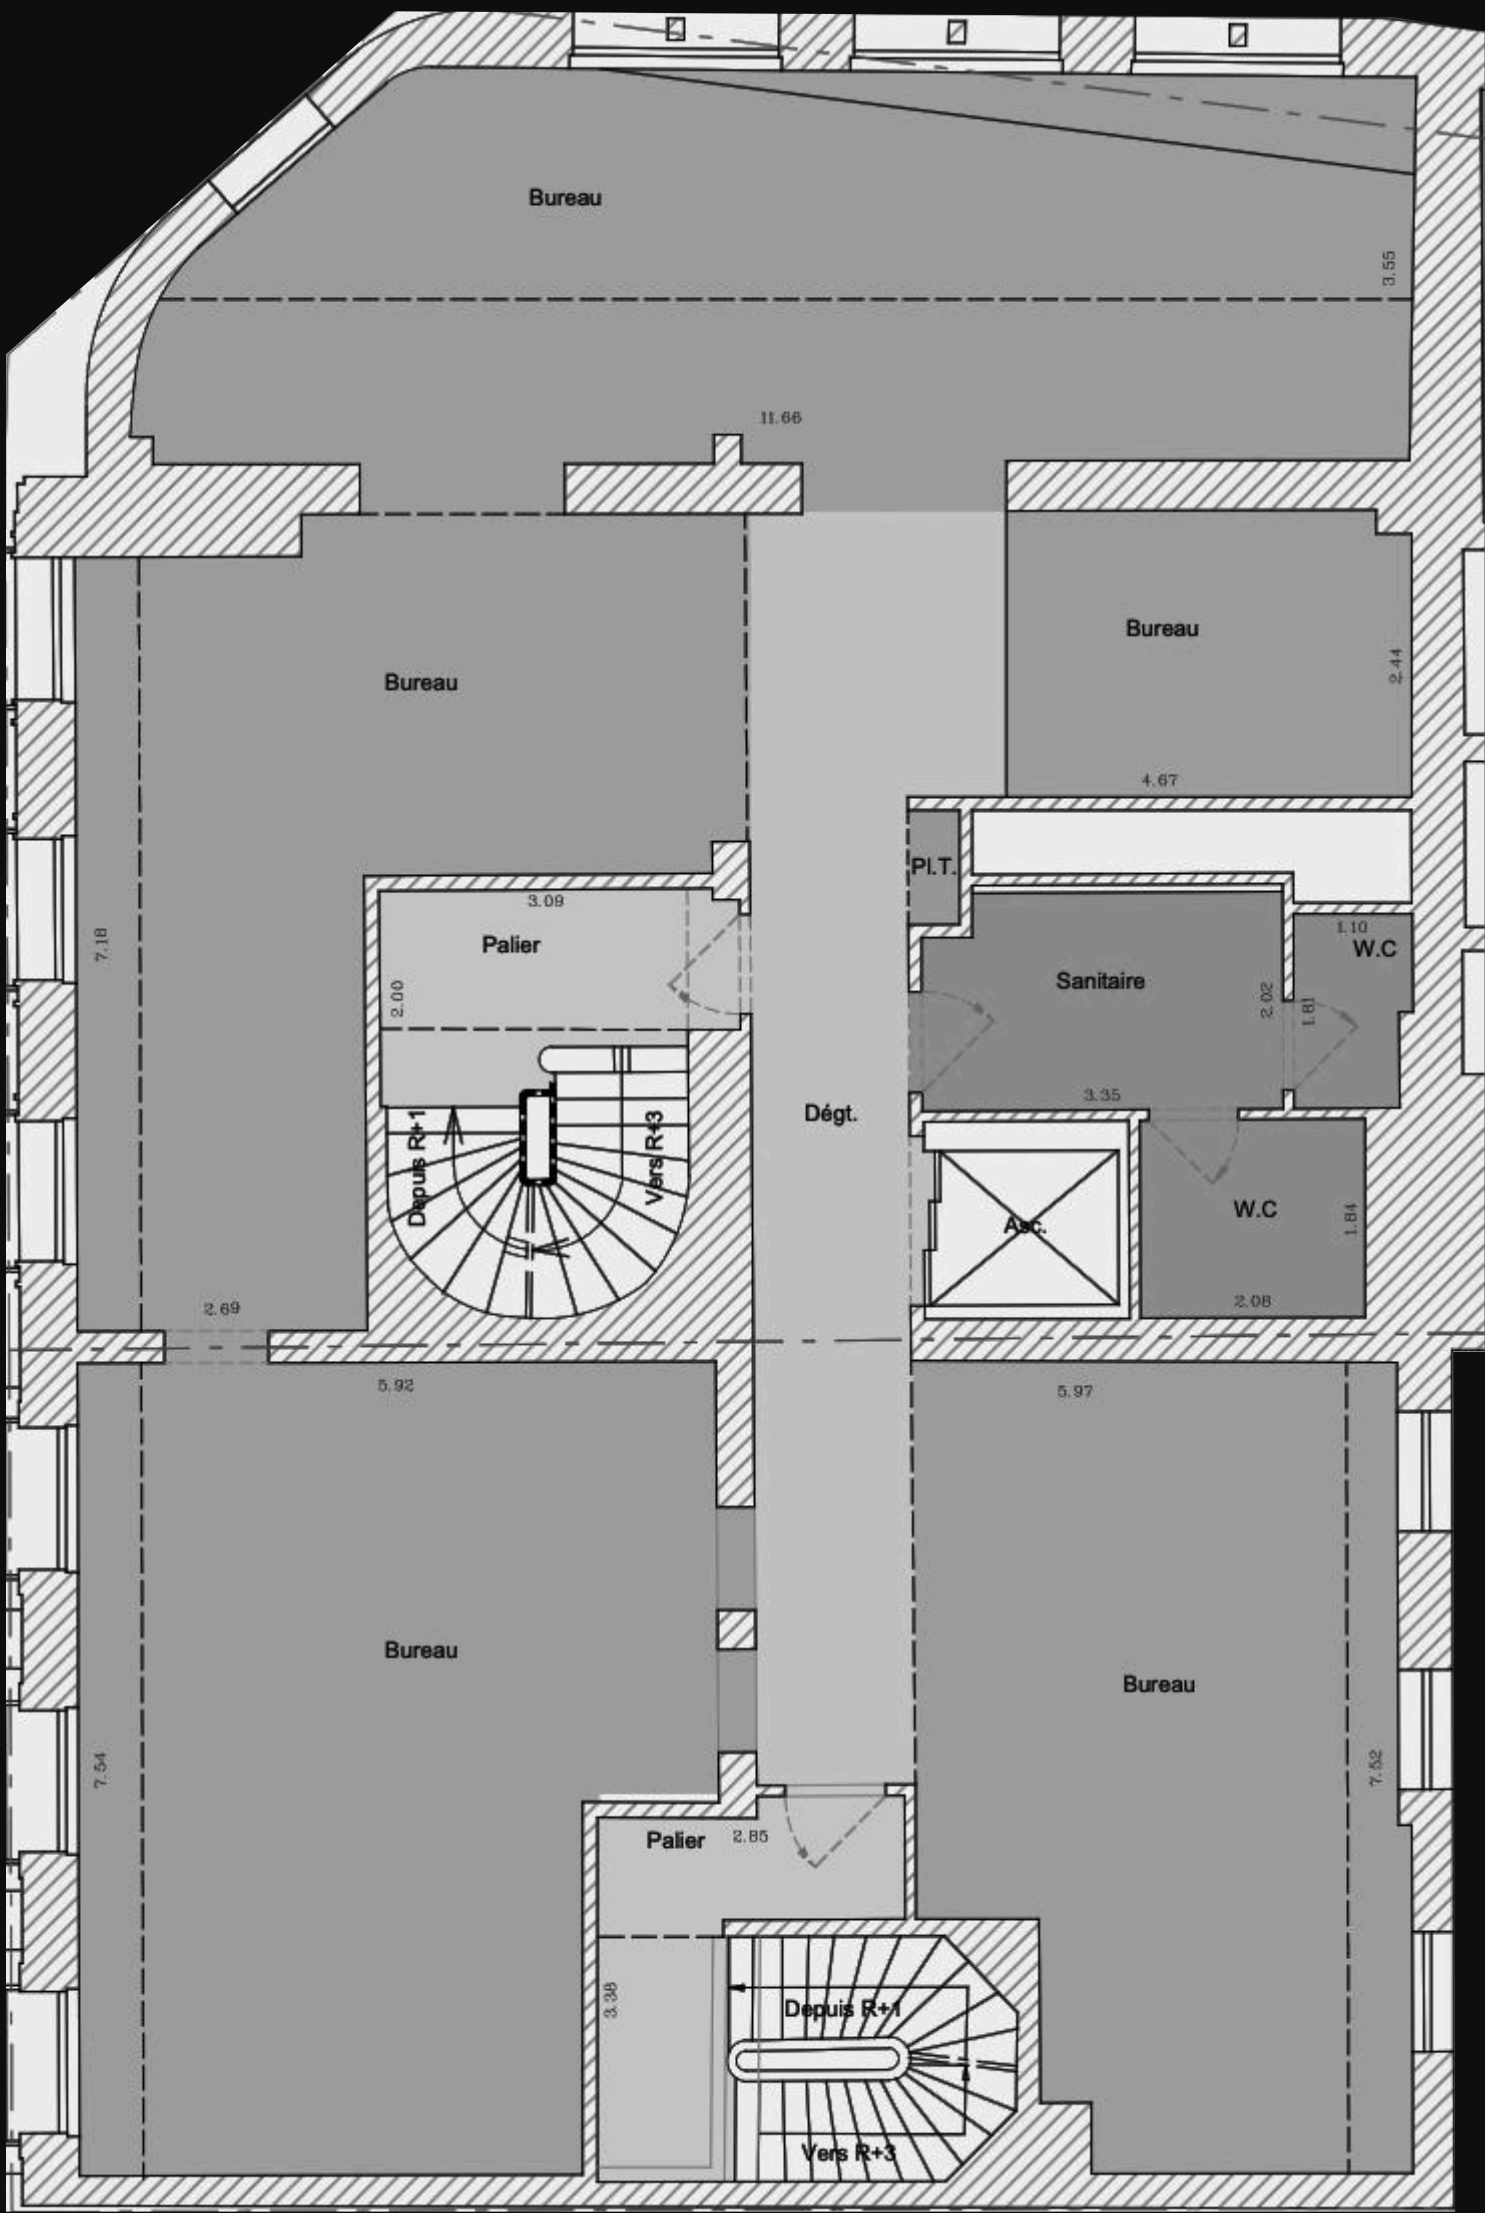 Bureau
3.55
11.66
Bureau
Bureau
2.44
4.67
Pl.T.
3.09
Palier
2.00
7.18
1.10
W.C
Sanitaire
2.02
1.81
3.35
Dégt.
Depuis R+1
Vers R+3
Asc.
W.C
1.84
2.08
2.69
5.92
5.97
Bureau
Bureau
7.54
7.52
Palier
2.85
3.38
Depuis R+1
Vers R+3